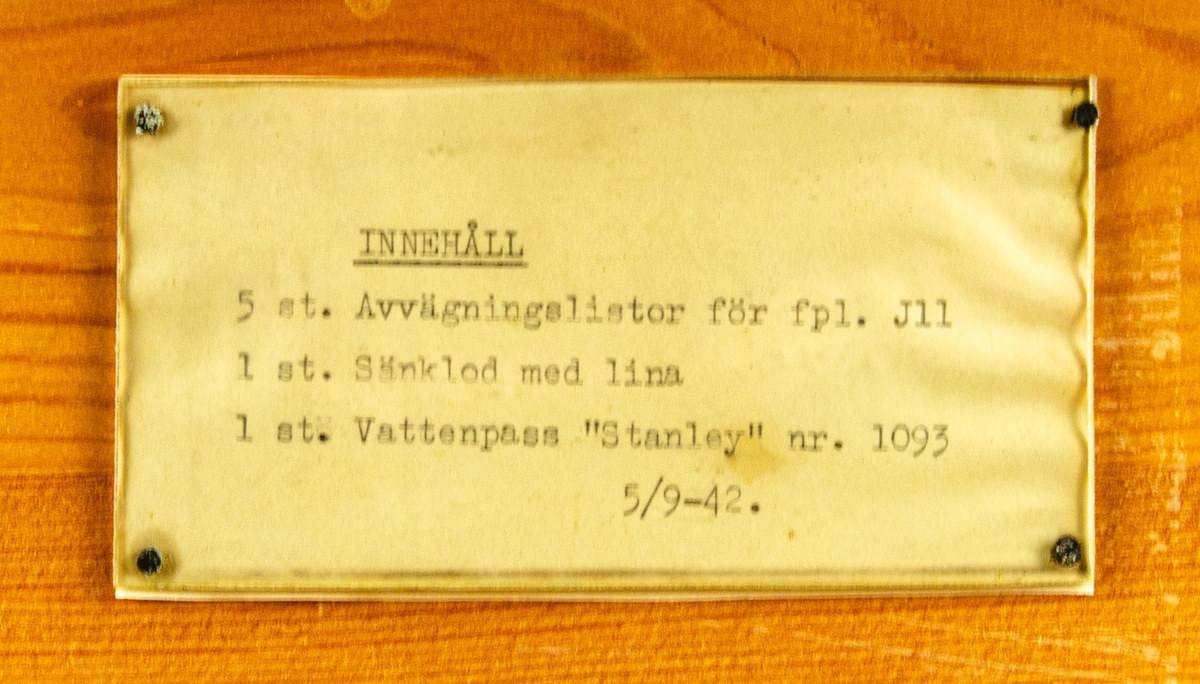 INNEHÅLL
5 st. Avvägningslistor för fpl. J11
1 st. Sänklod med lina
1 st. Vattenpass "Stanley" nr. 1093
5/9-42.